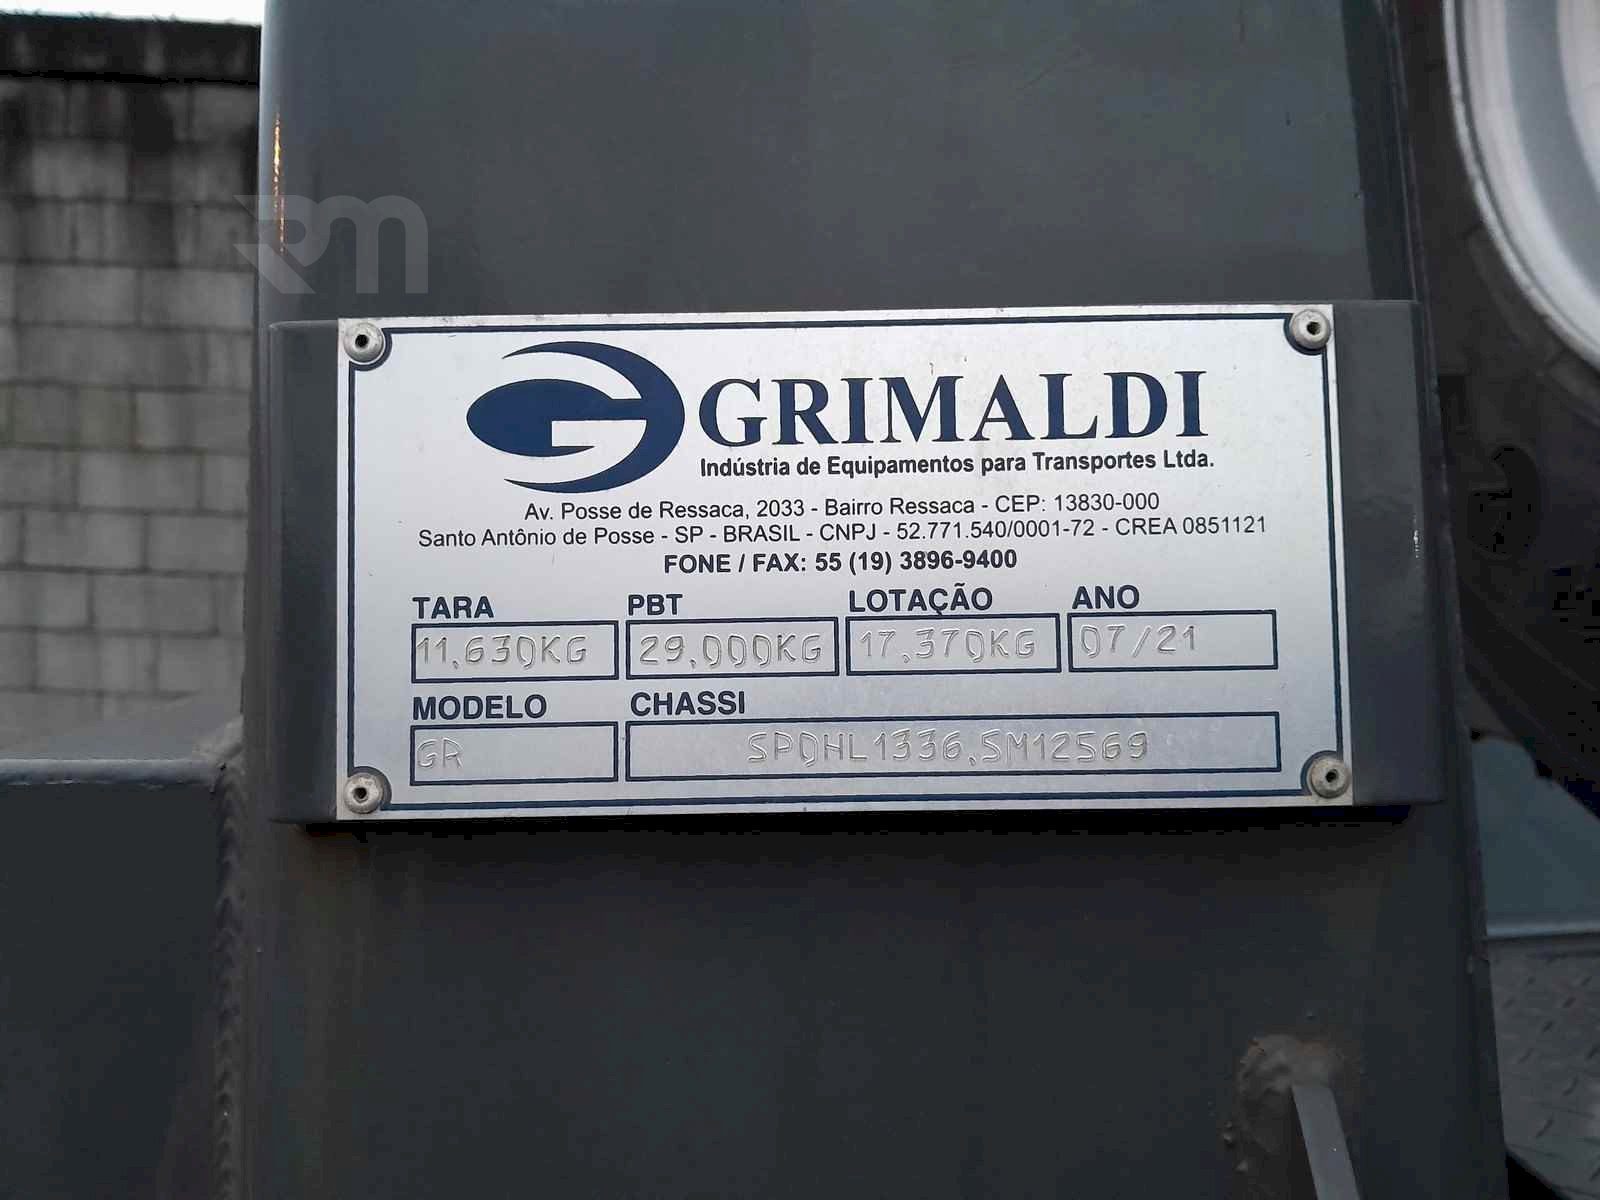 RM
GRIMALDI
Indústria de Equipamentos para Transportes Ltda.
Av. Posse de Ressaca, 2033 - Bairro Ressaca - CEP: 13830-000
Santo Antônio de Posse - SP - BRASIL - CNPJ - 52.771.540/0001-72 - CREA 0851121
FONE / FAX: 55 (19) 3896-9400
TARA PBT LOTAÇÃO ANO
11.630KG 29.000KG 17.370KG 07/21
MODELO CHASSI
GR SPDHL1336.SM12569